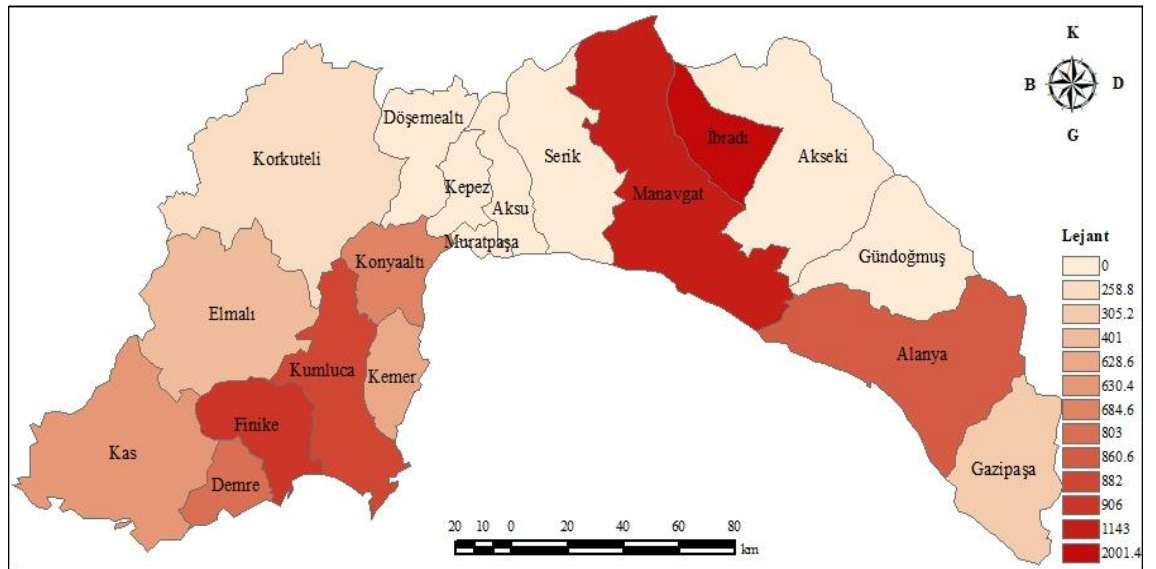 K
B
D
G
Döşemealtı
Korkuteli
Serik
İbradı
Akseki
Kepez
Manavgat
Aksu
Muratpaşa
Konyaaltı
Gündoğmuş
Elmalı
Alanya
Kumluca
Kemer
Finike
Kas
Demre
Gazipaşa
Lejant
0
258.8
305.2
401
628.6
630.4
684.6
803
860.6
882
906
1143
2001.4
20 10 0 20 40 60 80
km